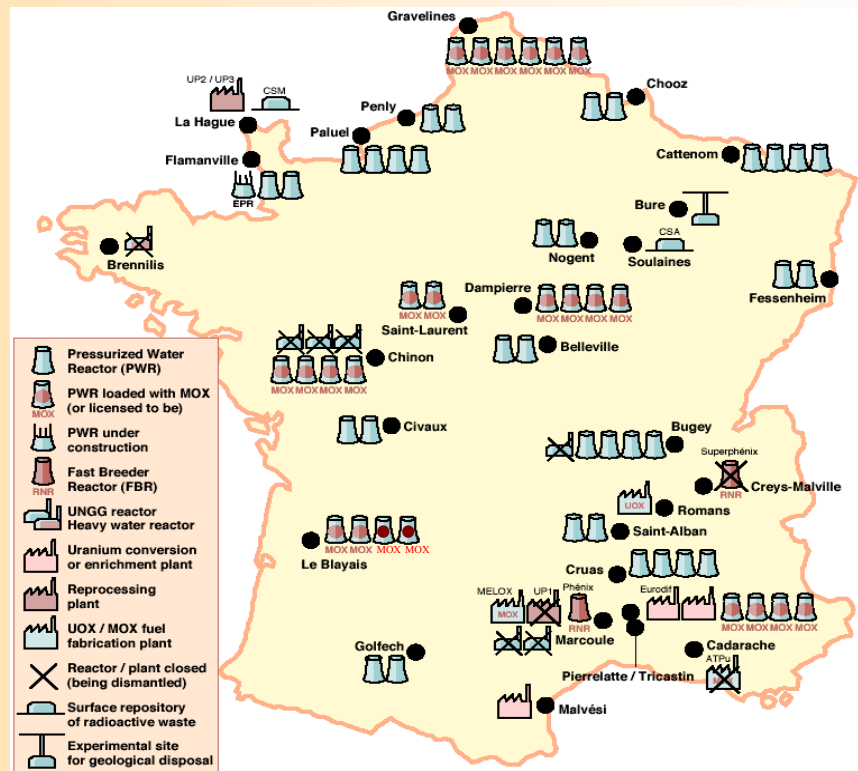 Gravelines
MOX MOX MOX MOX MOX MOX
UP2 / UP3
CSM
La Hague
Penly
Chooz
Paluel
Flamanville
EPR
Cattenom
Bure
CSA
Soulaines
Nogent
Brennilis
Fessenheim
Dampierre
MOX MOX
MOX MOX MOX MOX
Saint-Laurent
Belleville
Chinon
MOX MOX MOX MOX
Civaux
Bugey
Superphénix
RNR
Creys-Malville
UOX
Romans
Saint-Alban
MOX MOX MOX MOX
Le Blayais
Cruas
MELOX
UP1
Phénix
Eurodif
MOX
RNR
MOX MOX MOX MOX
Marcoule
Golfech
Cadarache
ATPu
Pierrelatte / Tricastin
Malvési
Pressurized Water
Reactor (PWR)
PWR loaded with MOX
(or licensed to be)
MOX
PWR under
construction
Fast Breeder
Reactor (FBR)
RNR
UNGG reactor
Heavy water reactor
Uranium conversion
or enrichment plant
Reprocessing
plant
UOX / MOX fuel
fabrication plant
Reactor / plant closed
(being dismantled)
Surface repository
of radioactive waste
Experimental site
for geological disposal